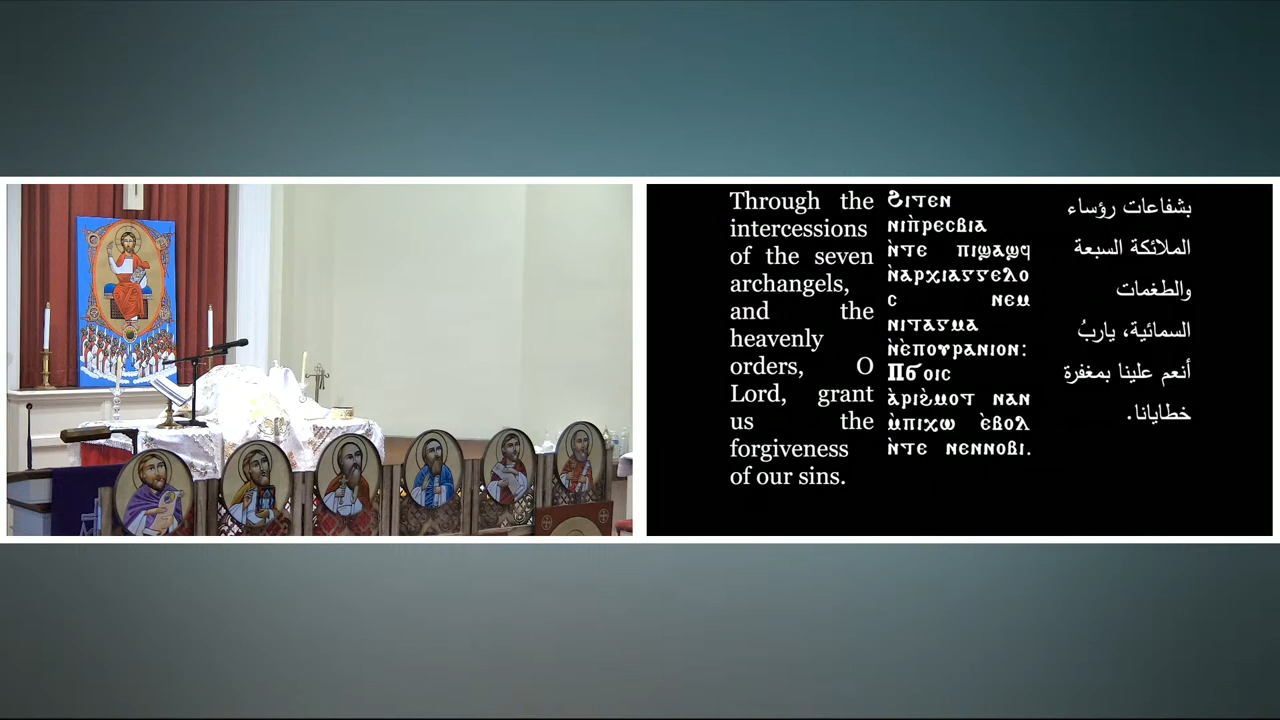 Through the
intercessions
of the seven
archangels,
and the
heavenly
orders, O
Lord, grant
us the
forgiveness
of our sins.
Ϩⲓⲧⲉⲛ
ⲛⲓⲡ̀ⲣⲉⲥⲃⲓⲁ
ⲛ̀ⲧⲉ ⲡⲓϣⲁϣϥ
ⲛ̀ⲁⲣⲭⲓⲁⲅⲅⲉⲗⲟ
ⲥ ⲛⲉⲙ
ⲛⲓⲧⲁⲅⲙⲁ
ⲛ̀ⲉ̀ⲡⲟⲩⲣⲁⲛⲓⲟⲛ:
Ⲡϭⲟⲓⲥ
ⲁ̀ⲣⲓϩ̀ⲙⲟⲧ ⲛⲁⲛ
ⲙ̀ⲡⲓⲭⲱ ⲉ̀ⲃⲟⲗ
ⲛ̀ⲧⲉ ⲛⲉⲛⲛⲟⲃⲓ.
بشفاعات رؤساء
الملائكة السبعة
والطغمات
السمائية، ياربُ
أنعم علينا بمغفرة
خطايانا.